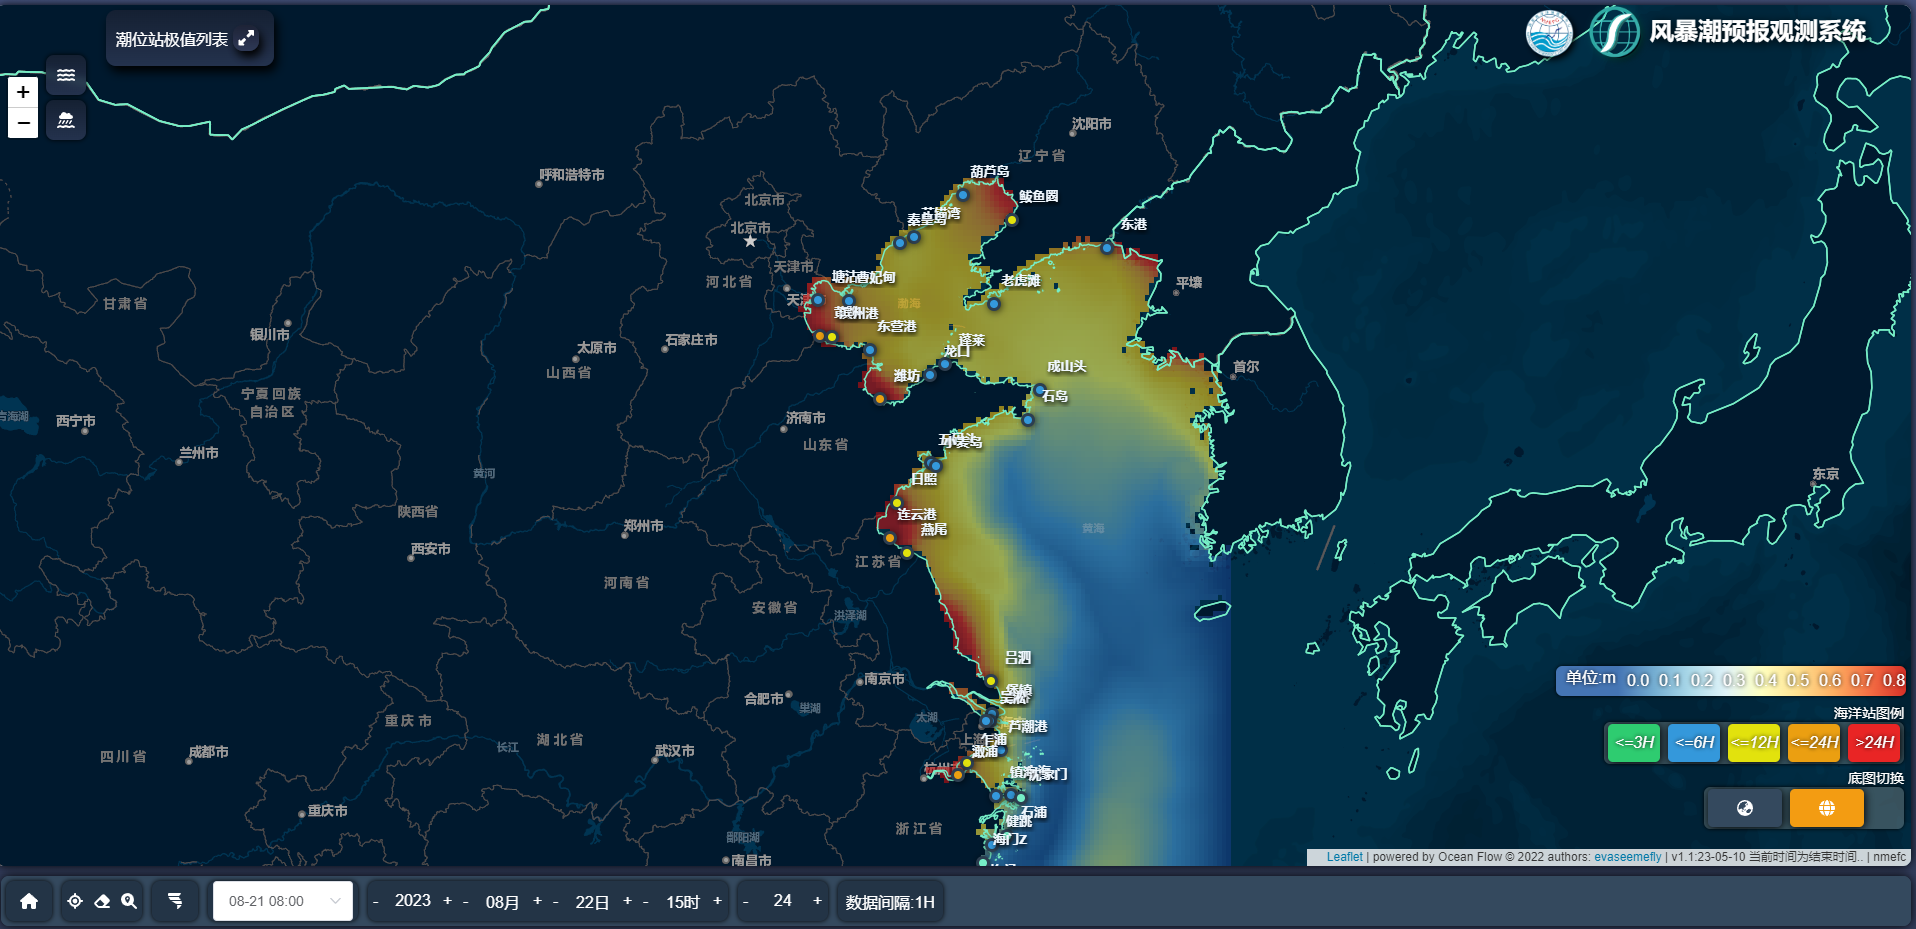 潮位站极值列表
风暴潮预报观测系统
+
−
沈阳市
辽宁省
呼和浩特市
葫芦岛
鲅鱼圈
北京市
芷锚湾
秦皇岛
北京市
东港
天津市
河北省
塘沽
曹妃甸
老虎滩
平壤
甘肃省
渤海
滨州港
东营港
银川市
石家庄市
太原市
蓬莱
龙口
山西省
成山头
首尔
潍坊
宁夏回族
自治区
石岛
西宁市
济南市
山东省
小麦岛
兰州市
黄河
日照
东京
陕西省
连云港
郑州市
燕尾
黄海
西安市
江苏省
河南省
安徽省
洪泽湖
吕泗
南京市
堡镇
吴淞
合肥市
巢湖
太湖
重庆市
芦潮港
湖北省
乍浦
长江
武汉市
澉浦
四川省
成都市
沈家门
重庆市
石浦
健跳
浙江省
鄱阳湖
海门Z
南昌市
单位:m 0.0 0.1 0.2 0.3 0.4 0.5 0.6 0.7 0.8
海洋站图例
<=3H <=6H <=12H <=24H >24H
底图切换
Leaflet | powered by Ocean Flow © 2022 authors: evaseemefly | v1.1:23-05-10 当前时间为结束时间.. | nmefc
08-21 08:00
- 2023 + - 08月 + - 22日 + - 15时 +
- 24 +
数据间隔:1H